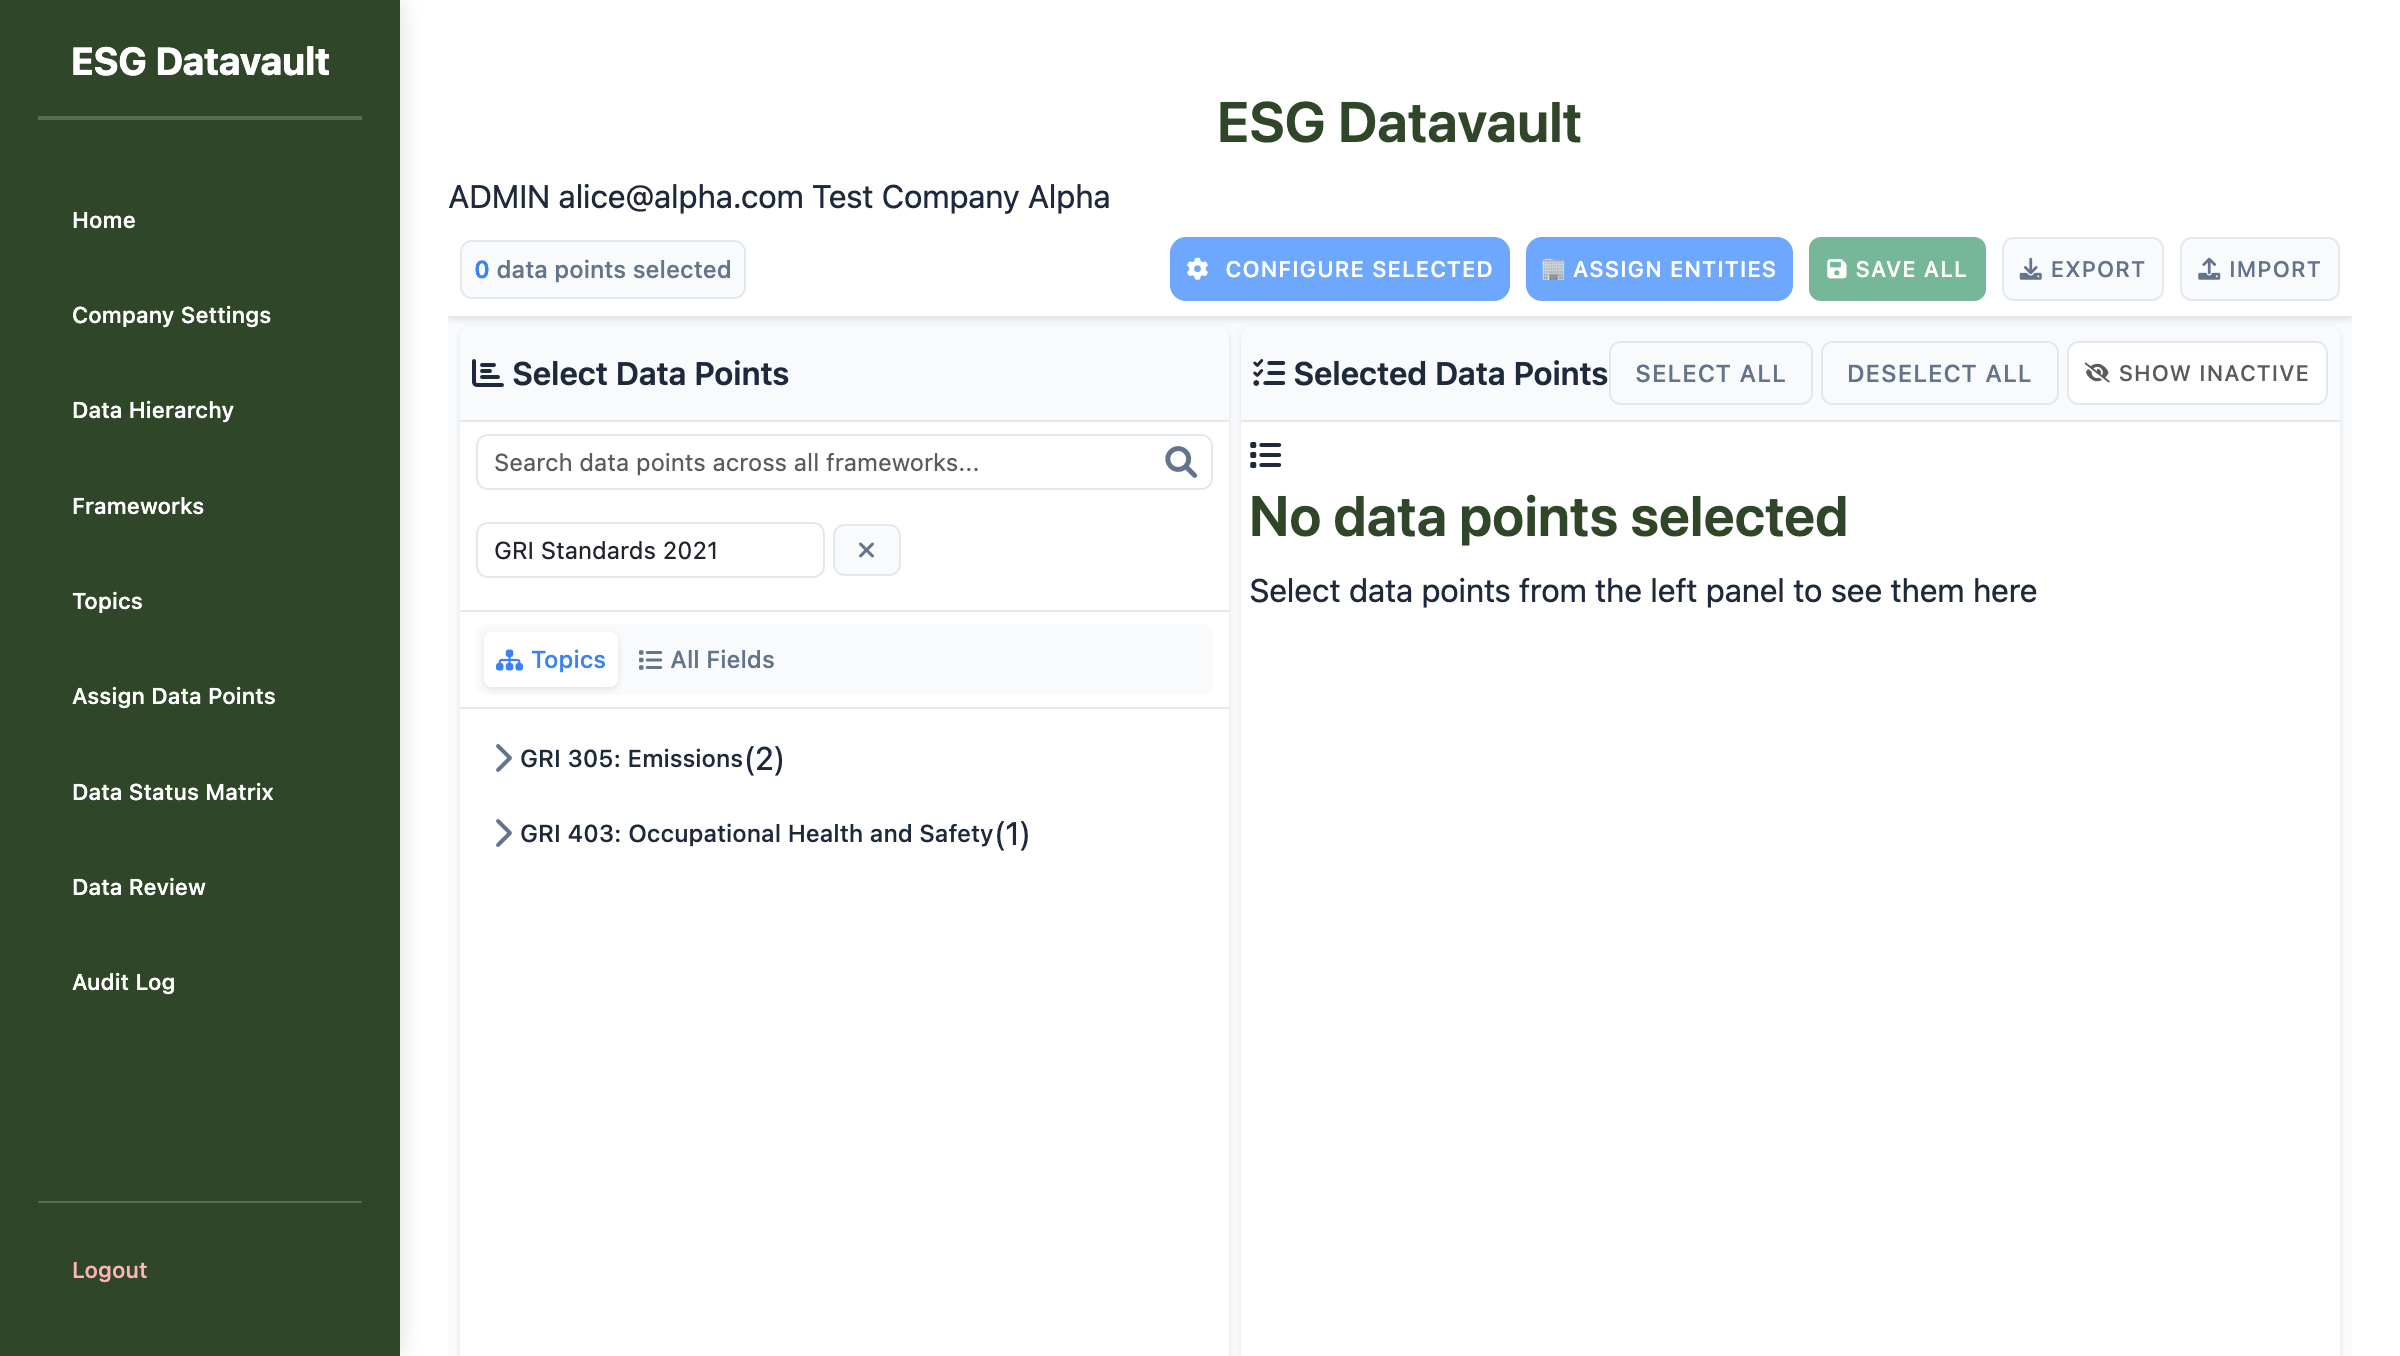 ESG Datavault
Home
Company Settings
Data Hierarchy
Frameworks
Topics
Assign Data Points
Data Status Matrix
Data Review
Audit Log
Logout
ESG Datavault
ADMIN alice@alpha.com Test Company Alpha
0 data points selected
CONFIGURE SELECTED
ASSIGN ENTITIES
SAVE ALL
EXPORT
IMPORT
Select Data Points
Search data points across all frameworks...
GRI Standards 2021
Topics
All Fields
GRI 305: Emissions(2)
GRI 403: Occupational Health and Safety(1)
Selected Data Points
SELECT ALL
DESELECT ALL
SHOW INACTIVE
No data points selected
Select data points from the left panel to see them here